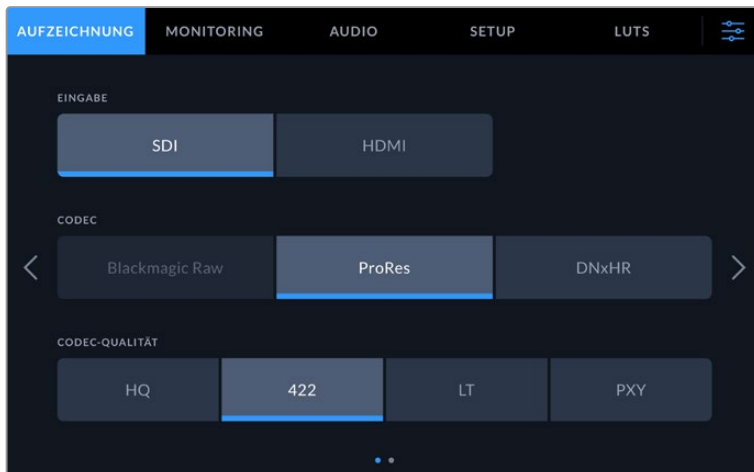 AUFZEICHNUNG MONITORING AUDIO SETUP LUTS
EINGABE
SDI HDMI
CODEC
Blackmagic Raw ProRes DNxHR
CODEC-QUALITÄT
HQ 422 LT PXY